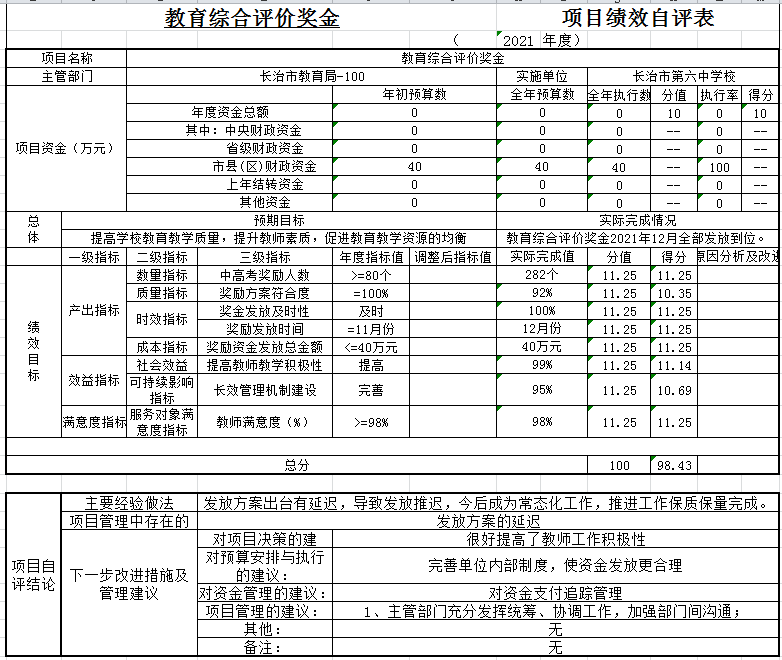 教育综合评价奖金 项目绩效自评表
（ 2021 年度）
项目名称 教育综合评价奖金
主管部门 长治市教育局-100 实施单位 长治市第六中学校
项目资金（万元） 年初预算数 全年预算数 全年执行数 分值 执行率 得分
年度资金总额 0 0 0 10 0 10
其中：中央财政资金 0 0 0 -- 0 --
省级财政资金 0 0 0 -- 0 --
市县(区)财政资金 40 40 40 -- 100 --
上年结转资金 0 0 0 -- 0 --
其他资金 0 0 0 -- 0 --
总体 预期目标 实际完成情况
提高学校教育教学质量，提升教师素质，促进教育教学资源的均衡 教育综合评价奖金2021年12月全部发放到位。
绩效目标 一级指标 二级指标 三级指标 年度指标值 调整后指标值 实际完成值 分值 得分 原因分析及改进
产出指标 数量指标 中高考奖励人数 >=80个 282个 11.25 11.25
质量指标 奖励方案符合度 =100% 92% 11.25 10.35
时效指标 奖金发放及时性 及时 100% 11.25 11.25
奖励发放时间 =11月份 12月份 11.25 11.25
成本指标 奖励资金发放总金额 <=40万元 40万元 11.25 11.25
效益指标 社会效益 提高教师教学积极性 提高 99% 11.25 11.14
可持续影响指标 长效管理机制建设 完善 95% 11.25 10.69
满意度指标 服务对象满意度指标 教师满意度（%） >=98% 98% 11.25 11.25
总分 100 98.43
项目自评结论 主要经验做法 发放方案出台有延迟，导致发放推迟，今后成为常态化工作，推进工作保质保量完成。
项目管理中存在的 发放方案的延迟
下一步改进措施及管理建议 对项目决策的建 很好提高了教师工作积极性
对预算安排与执行的建议： 完善单位内部制度，使资金发放更合理
对资金管理的建议： 对资金支付追踪管理
项目管理的建议： 1、主管部门充分发挥统筹、协调工作，加强部门间沟通；
其他： 无
备注： 无